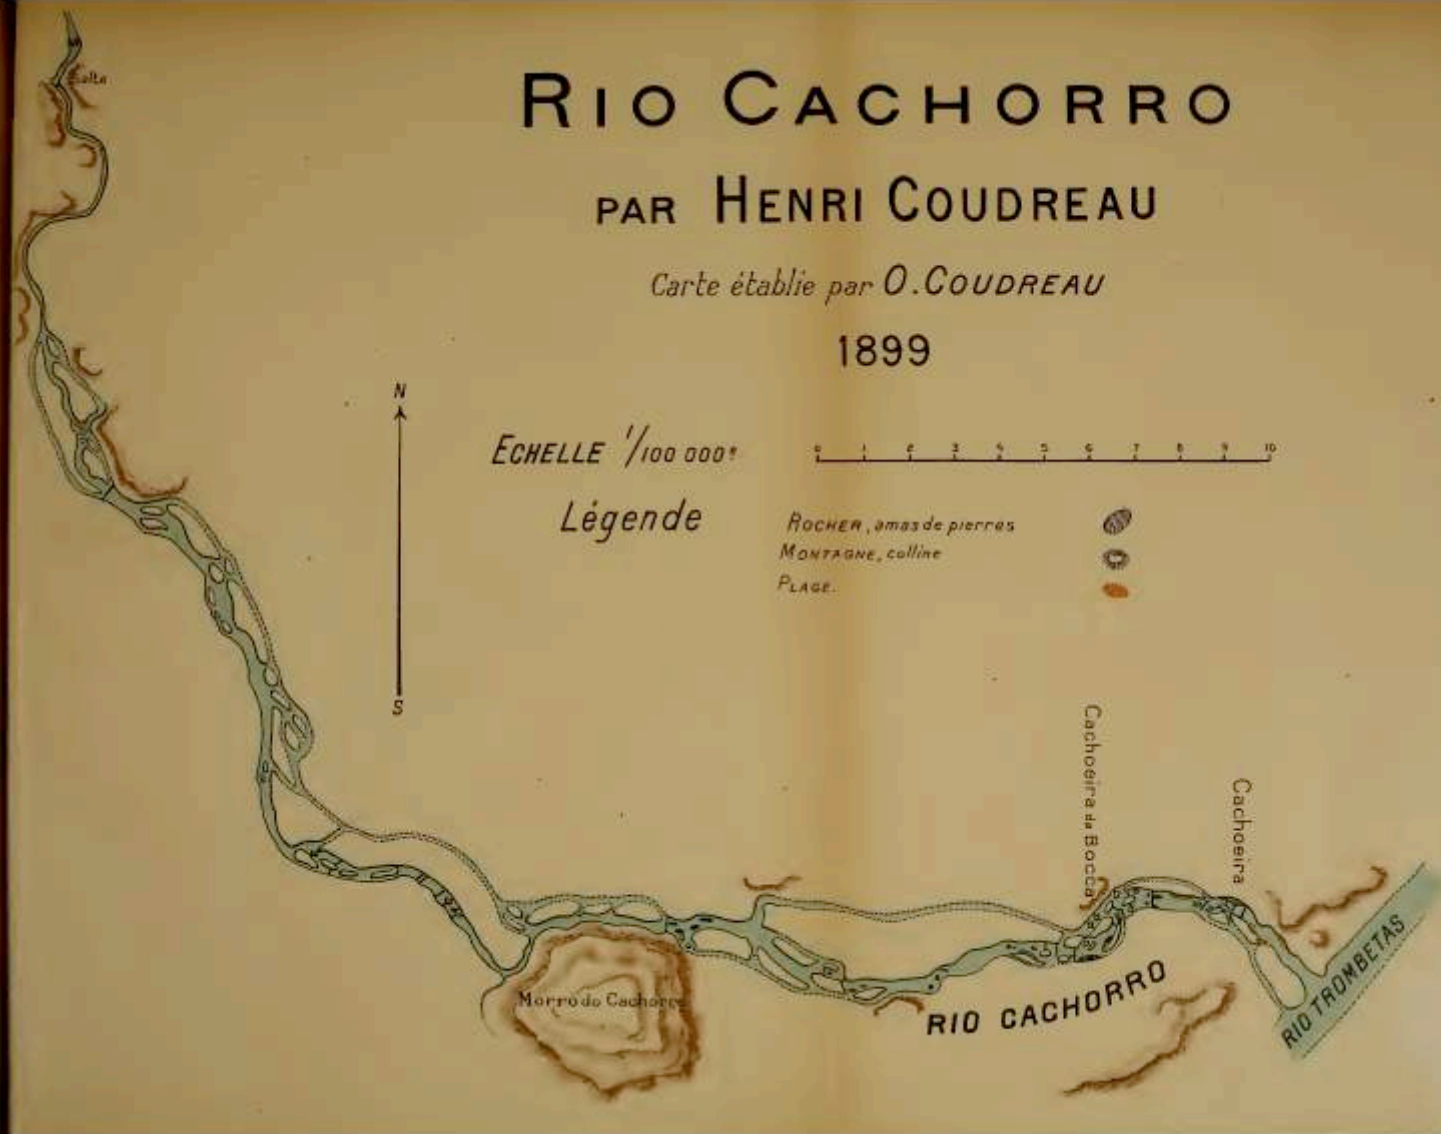 RIO CACHORRO
PAR HENRI COUDREAU
Carte établie par O. COUDREAU
1899
Salto
N
S
ECHELLE 1/100 000e
0 1 2 3 4 5 6 7 8 9 10
Légende
ROCHER, amas de pierres
MONTAGNE, colline
PLAGE.
Cachoeira da Bocca
Cachoeira
Morro do Cachorro
RIO CACHORRO
RIO TROMBETAS